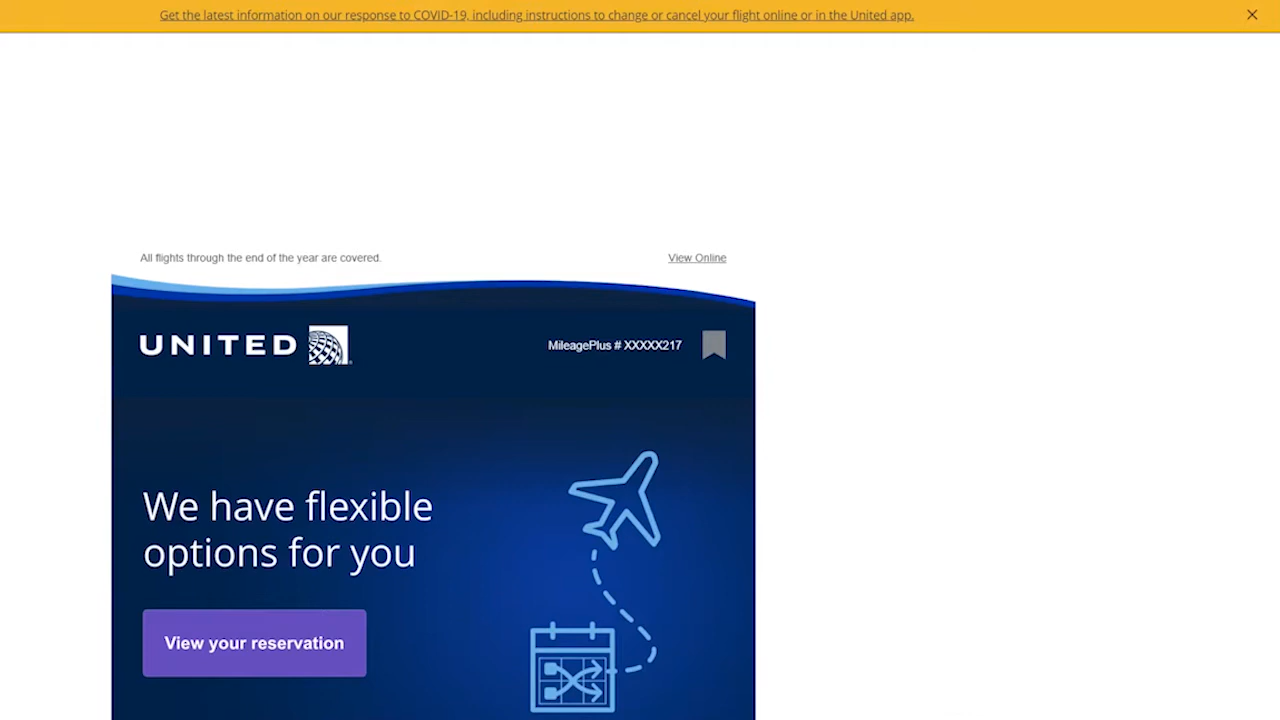 Get the latest information on our response to COVID-19, including instructions to change or cancel your flight online or in the United app.
All flights through the end of the year are covered.
View Online
UNITED
MileagePlus # XXXXX217
We have flexible
options for you
View your reservation